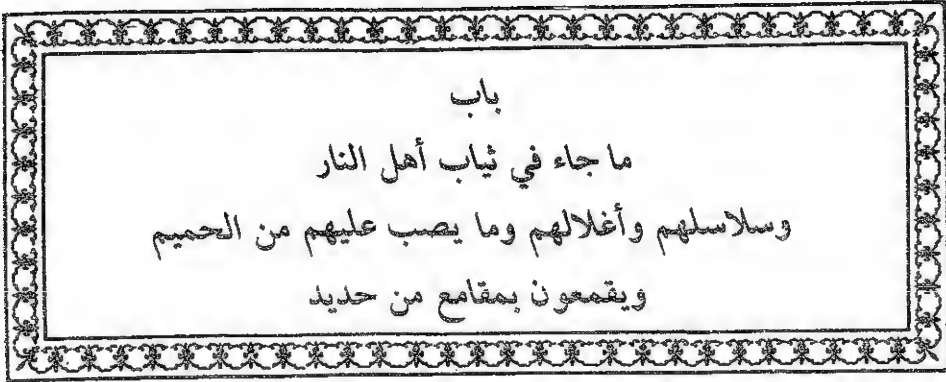 باب
ما جاء في ثياب أهل النار
وسلاسلهم وأغلالهم وما يصب عليهم من الحميم
ويقمعون بمقامع من حديد